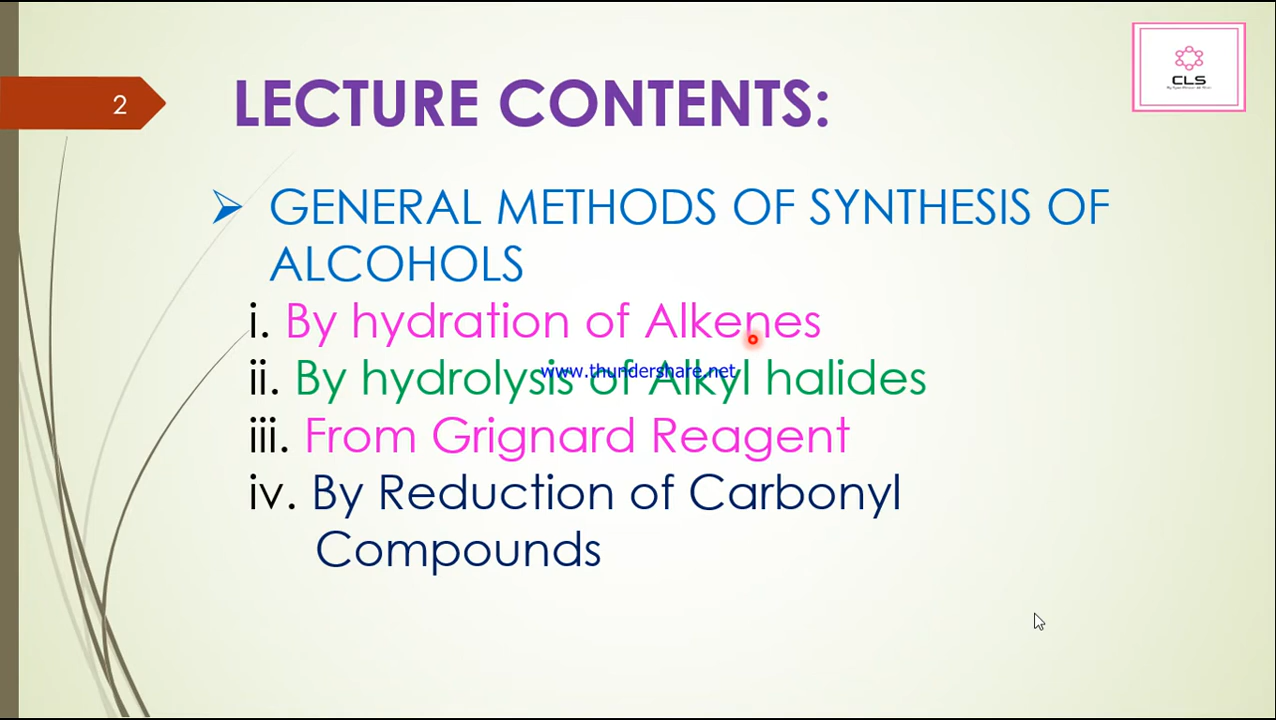 2
LECTURE CONTENTS:
CLS
GENERAL METHODS OF SYNTHESIS OF
ALCOHOLS
i. By hydration of Alkenes
www.thundershare.net
ii. By hydrolysis of Alkyl halides
iii. From Grignard Reagent
iv. By Reduction of Carbonyl
Compounds